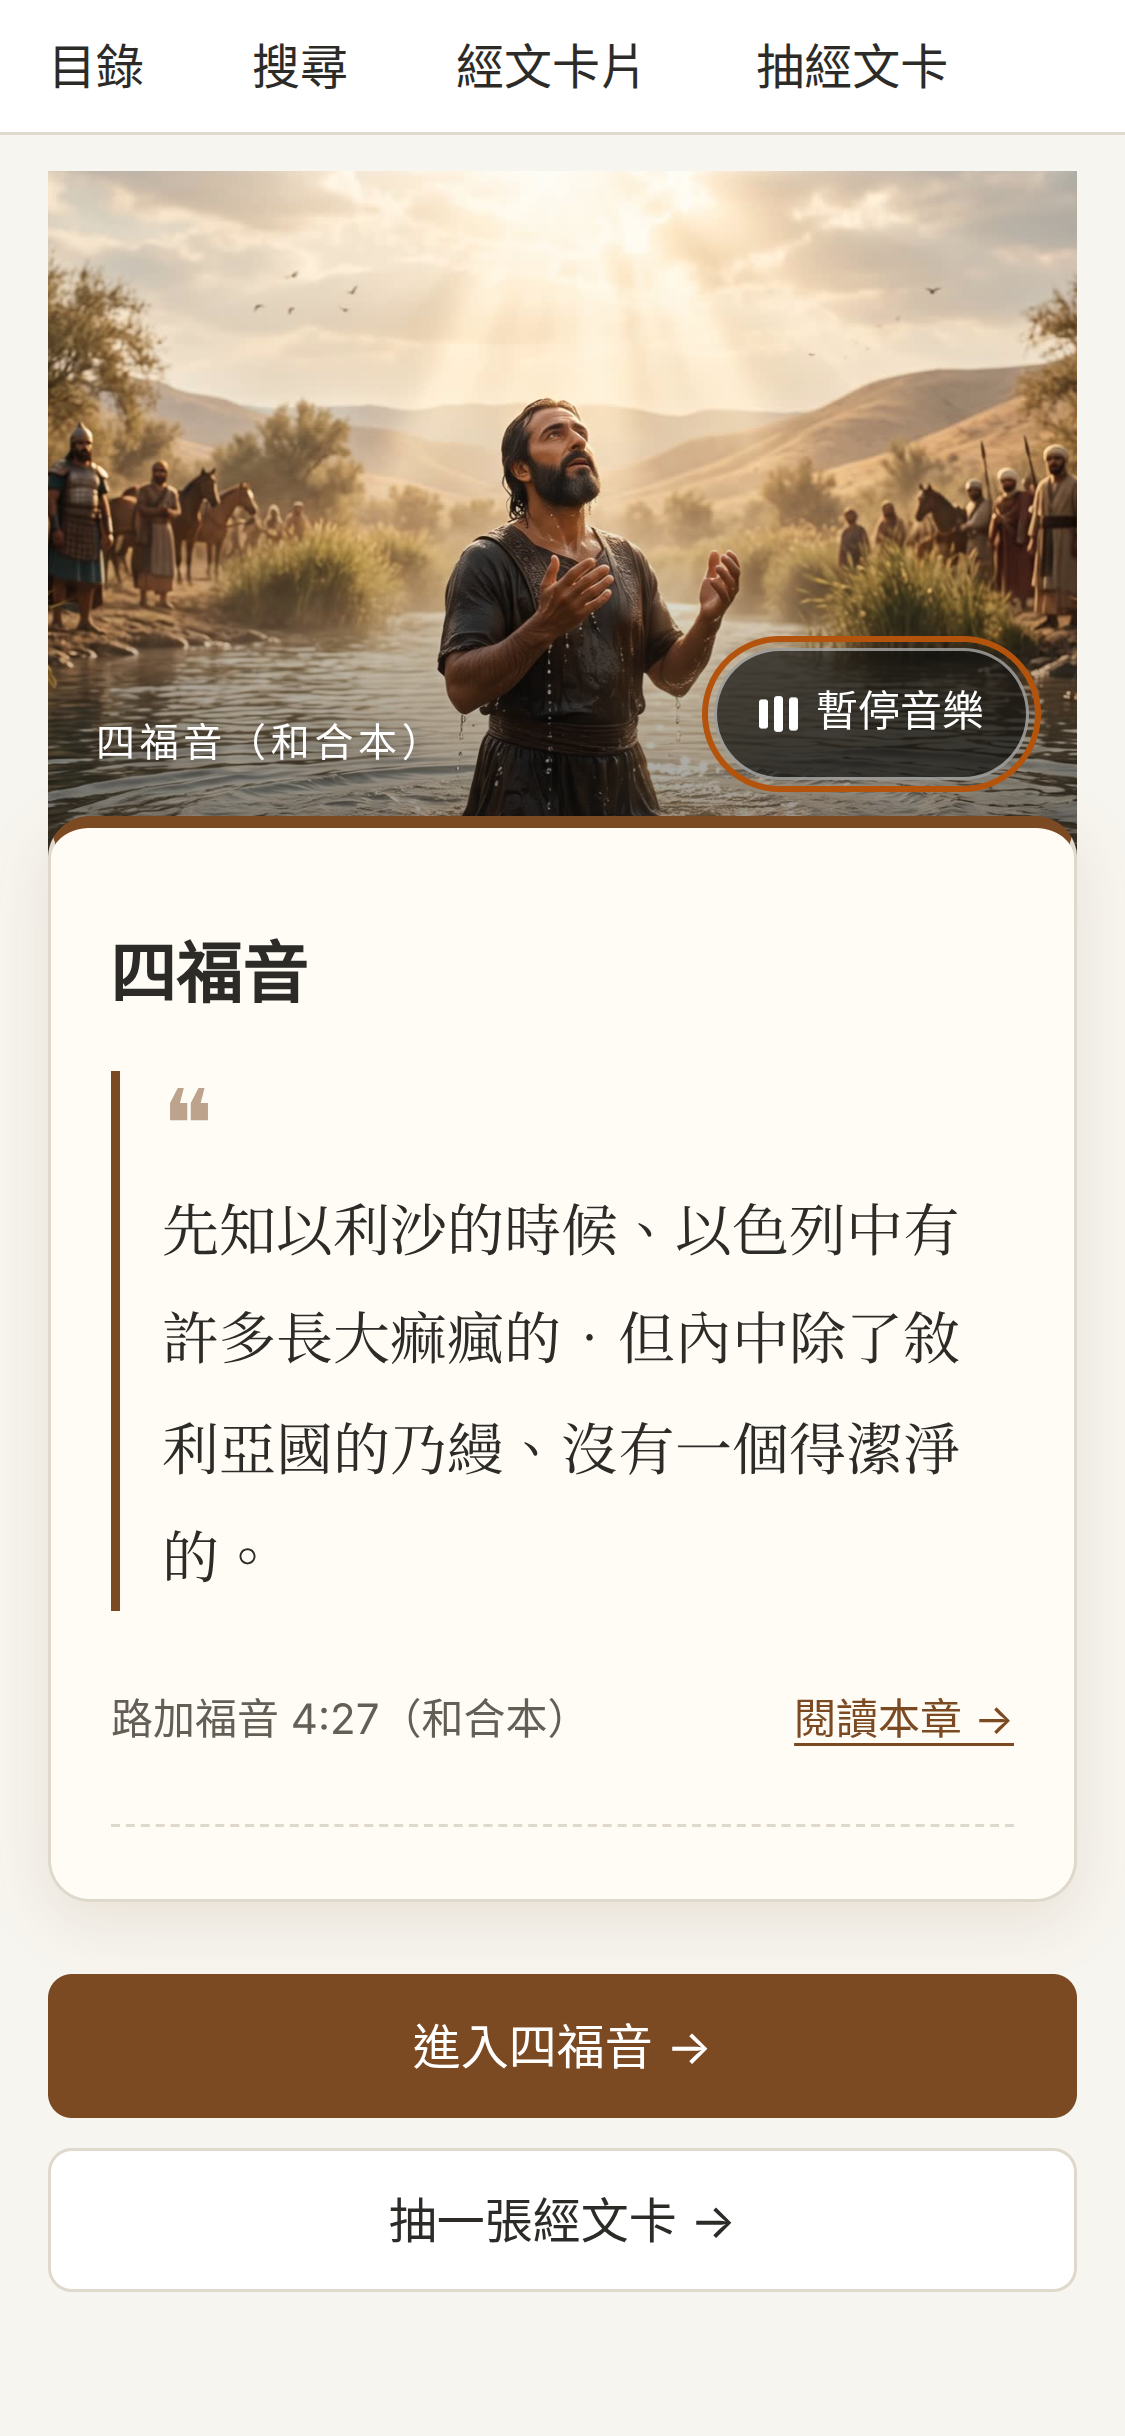 目錄 搜尋 經文卡片 抽經文卡
四福音（和合本）
暫停音樂
四福音
❝
先知以利沙的時候、以色列中有
許多長大痲瘋的．但內中除了敘
利亞國的乃縵、沒有一個得潔淨
的。
路加福音 4:27（和合本） 閱讀本章 →
進入四福音 →
抽一張經文卡 →